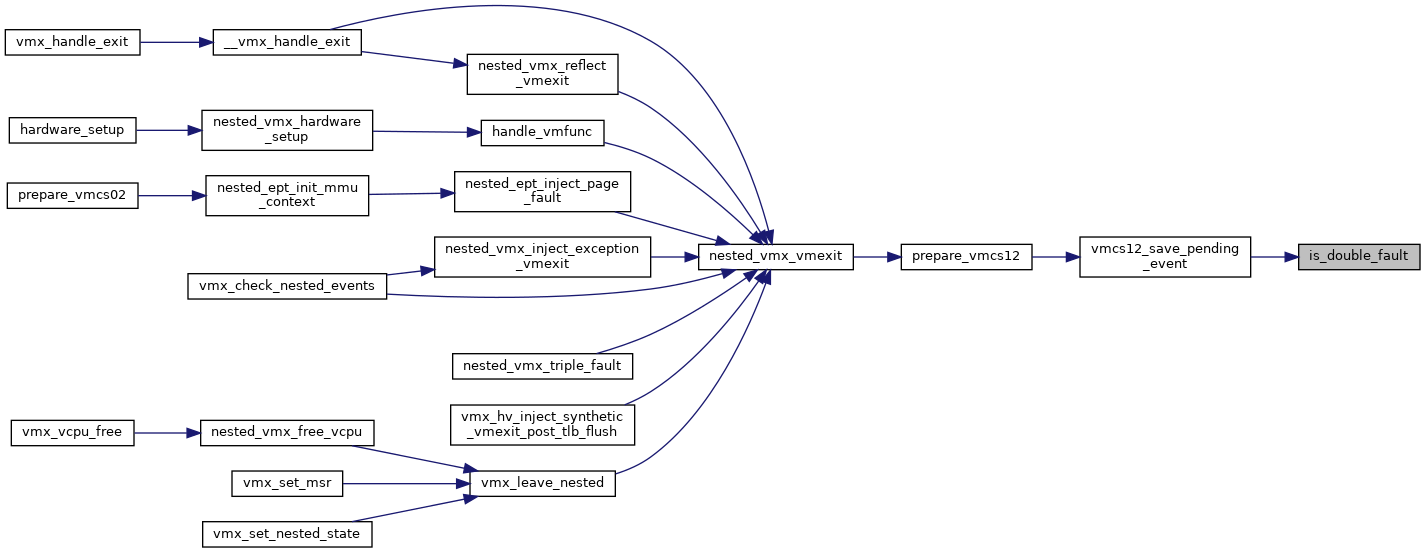 vmx_handle_exit
__vmx_handle_exit
nested_vmx_reflect
_vmexit
hardware_setup
nested_vmx_hardware
_setup
handle_vmfunc
prepare_vmcs02
nested_ept_init_mmu
_context
nested_ept_inject_page
_fault
nested_vmx_inject_exception
_vmexit
vmx_check_nested_events
nested_vmx_vmexit
prepare_vmcs12
vmcs12_save_pending
_event
is_double_fault
nested_vmx_triple_fault
vmx_hv_inject_synthetic
_vmexit_post_tlb_flush
vmx_vcpu_free
nested_vmx_free_vcpu
vmx_set_msr
vmx_leave_nested
vmx_set_nested_state